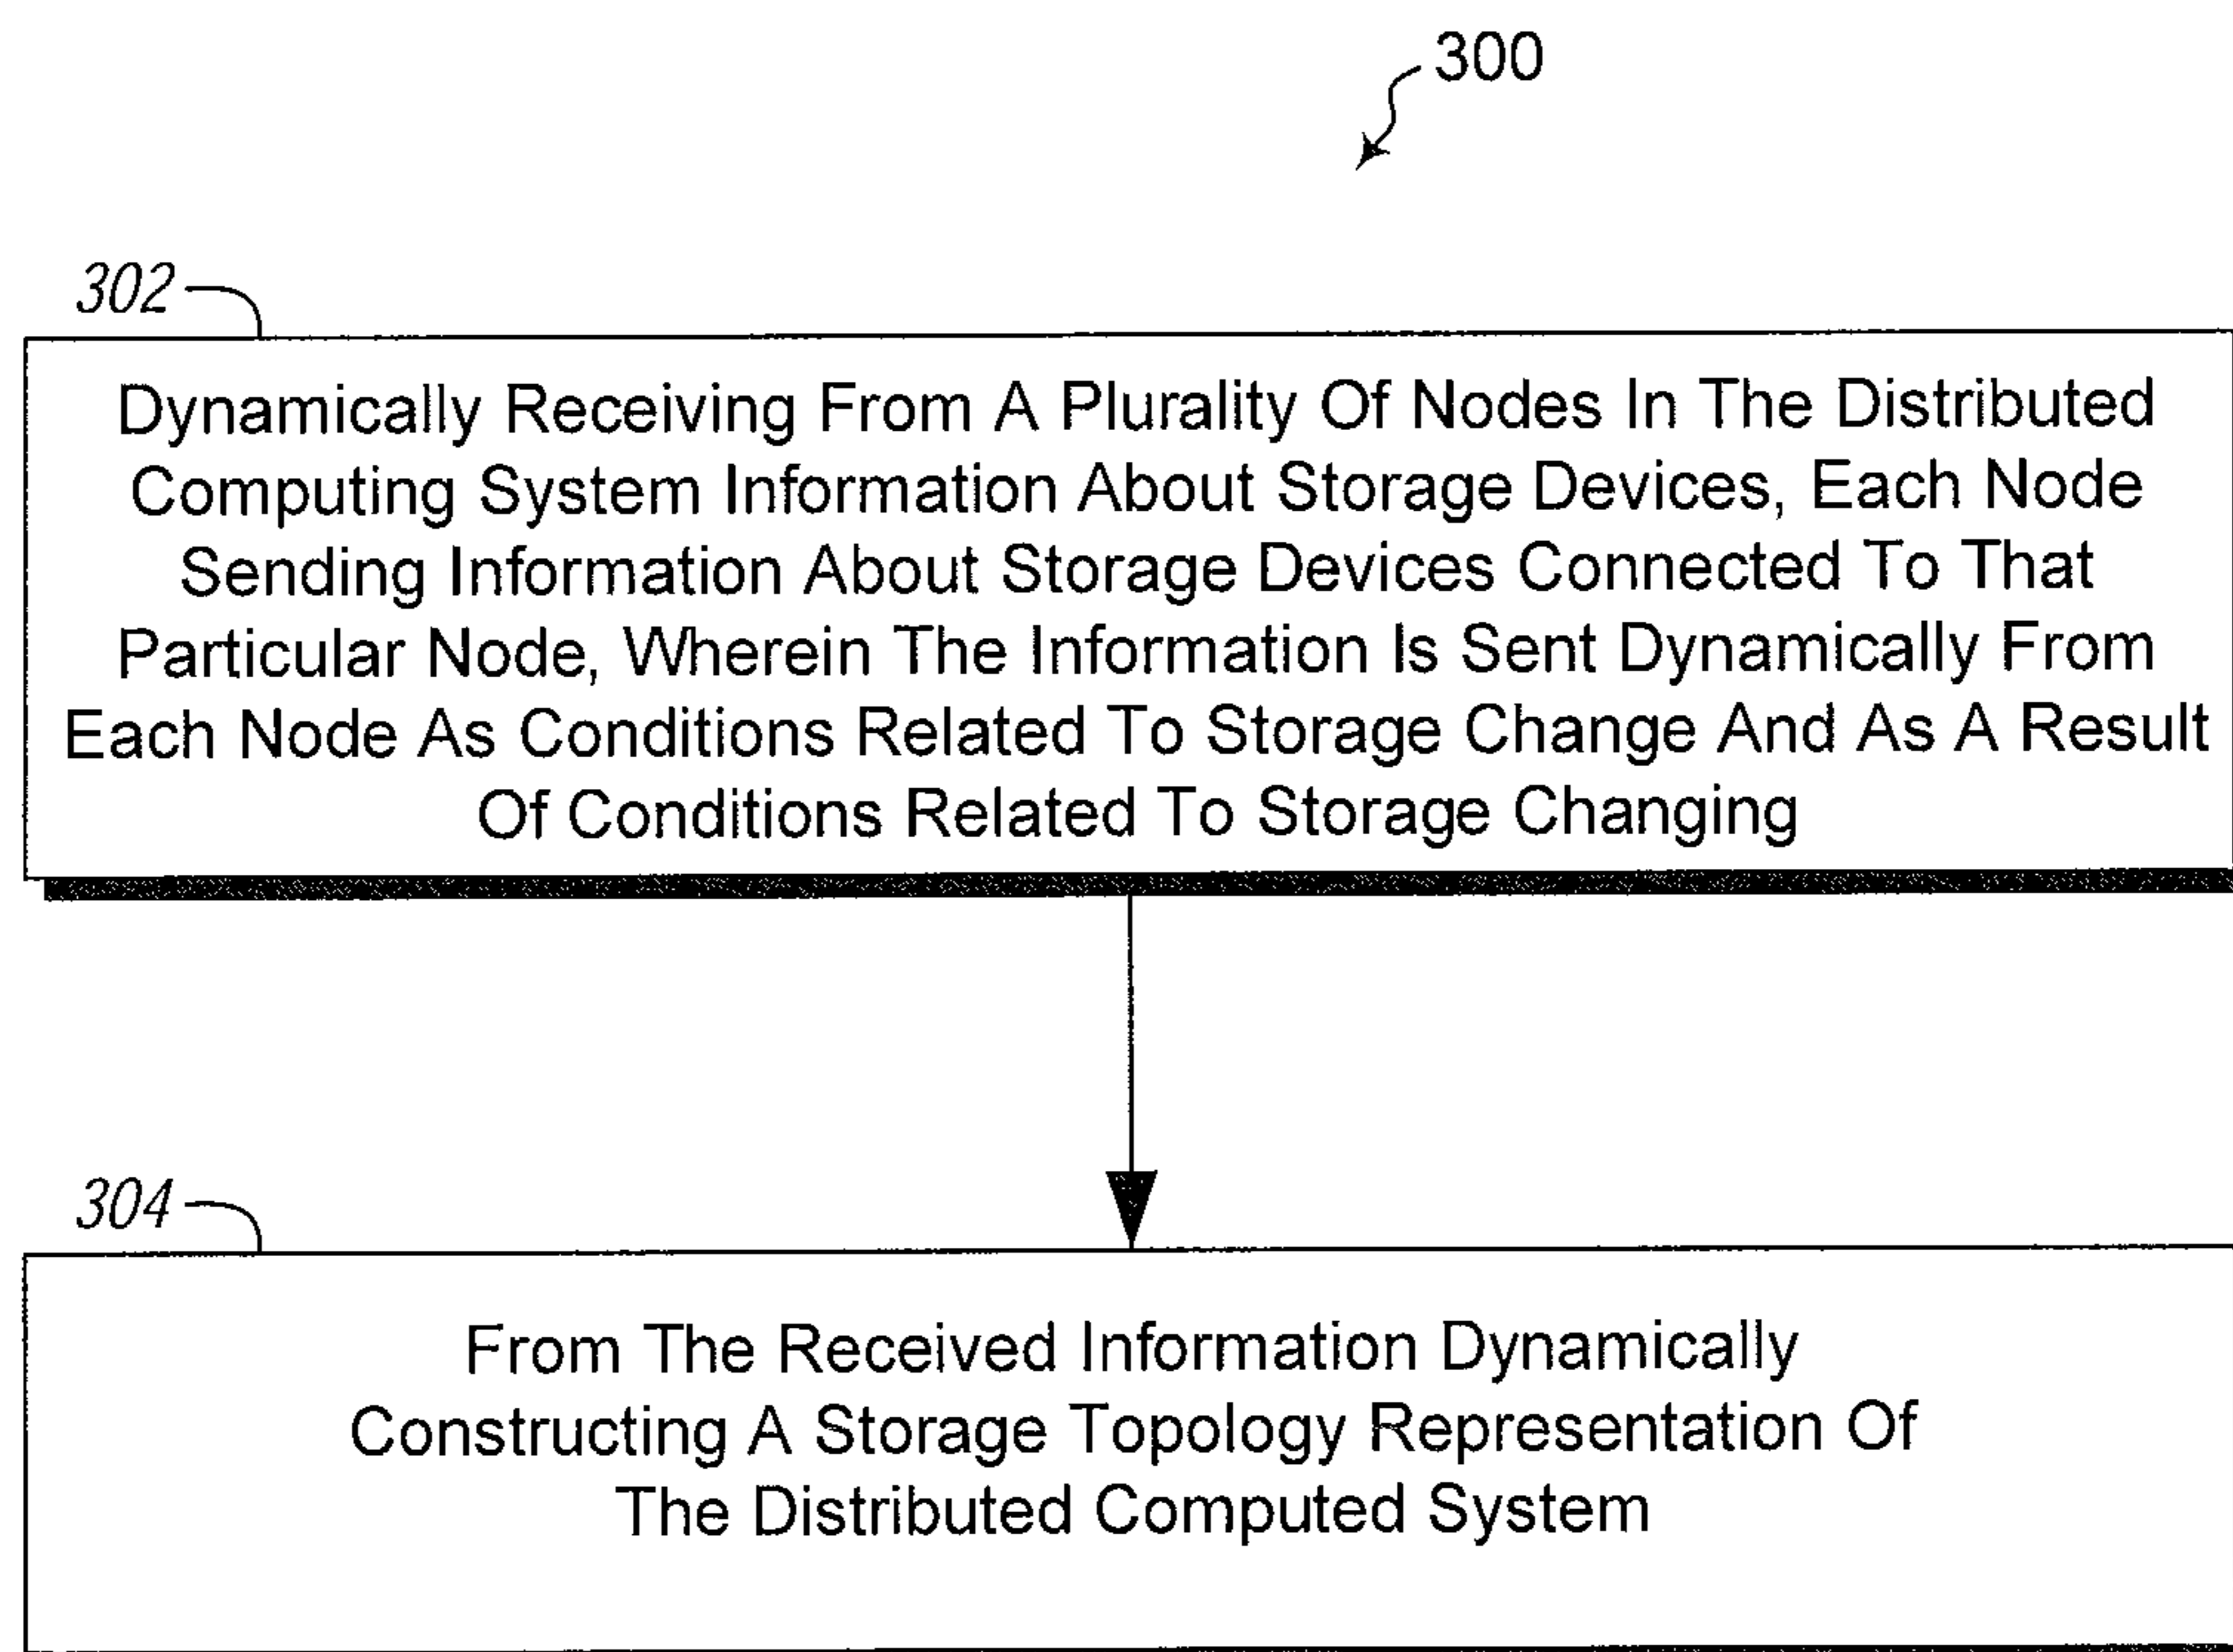 300
302
Dynamically Receiving From A Plurality Of Nodes In The Distributed
Computing System Information About Storage Devices, Each Node
Sending Information About Storage Devices Connected To That
Particular Node, Wherein The Information Is Sent Dynamically From
Each Node As Conditions Related To Storage Change And As A Result
Of Conditions Related To Storage Changing
304
From The Received Information Dynamically
Constructing A Storage Topology Representation Of
The Distributed Computed System